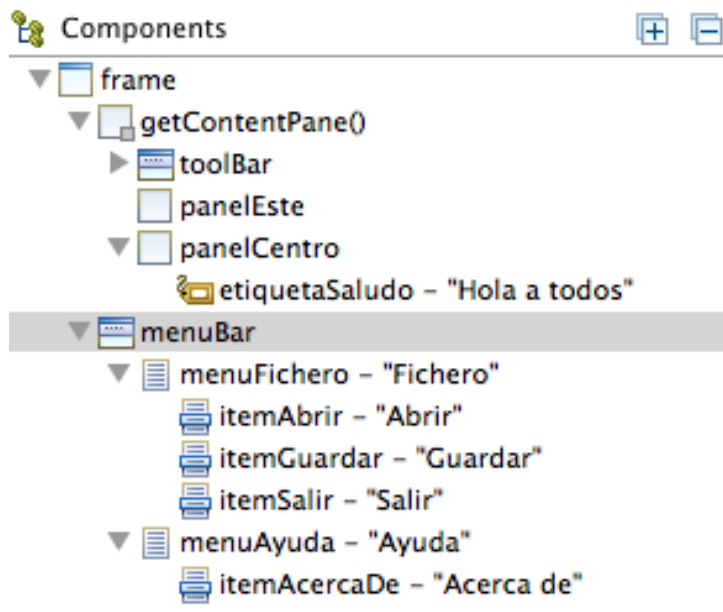 Components
frame
getContentPane()
toolBar
panelEste
panelCentro
etiquetaSaludo – "Hola a todos"
menuBar
menuFichero – "Fichero"
itemAbrir – "Abrir"
itemGuardar – "Guardar"
itemSalir – "Salir"
menuAyuda – "Ayuda"
itemAcercaDe – "Acerca de"